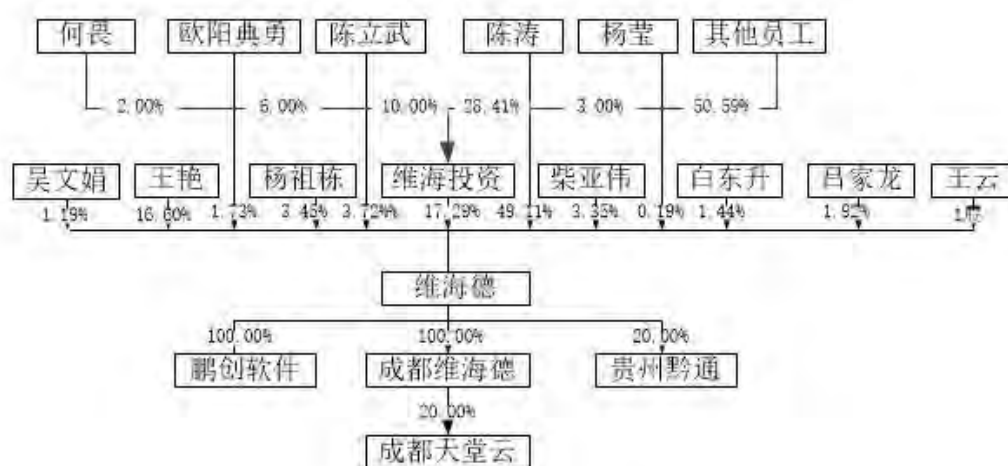 何畏 欧阳典勇 陈立武 陈涛 杨莹 其他员工
2.00% 6.00% 10.00% 28.41% 3.00% 50.59%
吴文娟 王艳 杨祖栋 维海投资 柴亚伟 白东升 吕家龙 王云
1.19% 16.60% 1.73% 3.45% 3.72%% 17.29% 3.35% 0.19% 1.44% 1.92%
维海德
100.00% 100.00% 20.00%
鹏创软件 成都维海德 贵州黔通
20.00%
成都天堂云